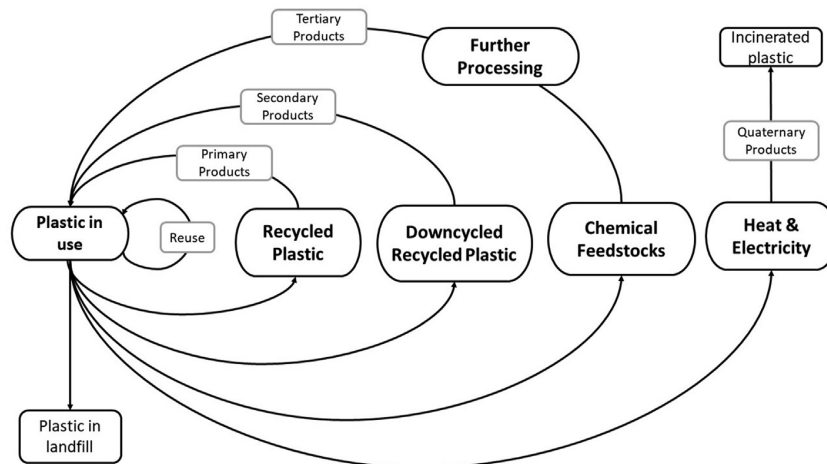 Tertiary
Products
Further
Processing
Incinerated
plastic
Secondary
Products
Quaternary
Products
Primary
Products
Plastic in
use
Reuse
Recycled
Plastic
Downcycled
Recycled Plastic
Chemical
Feedstocks
Heat &
Electricity
Plastic in
landfill